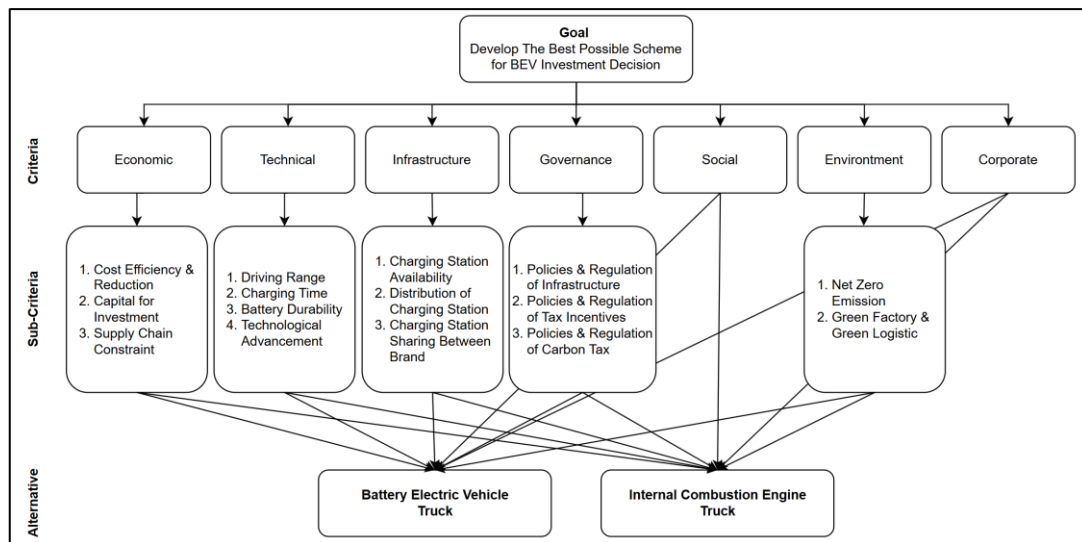 Goal
Develop The Best Possible Scheme
for BEV Investment Decision
Criteria
Economic
Technical
Infrastructure
Governance
Social
Environtment
Corporate
Sub-Criteria
1. Cost Efficiency &
Reduction
2. Capital for
Investment
3. Supply Chain
Constraint
1. Driving Range
2. Charging Time
3. Battery Durability
4. Technological
Advancement
1. Charging Station
Availability
2. Distribution of
Charging Station
3. Charging Station
Sharing Between
Brand
1. Policies & Regulation
of Infrastructure
2. Policies & Regulation
of Tax Incentives
3. Policies & Regulation
of Carbon Tax
1. Net Zero
Emission
2. Green Factory &
Green Logistic
Alternative
Battery Electric Vehicle
Truck
Internal Combustion Engine
Truck